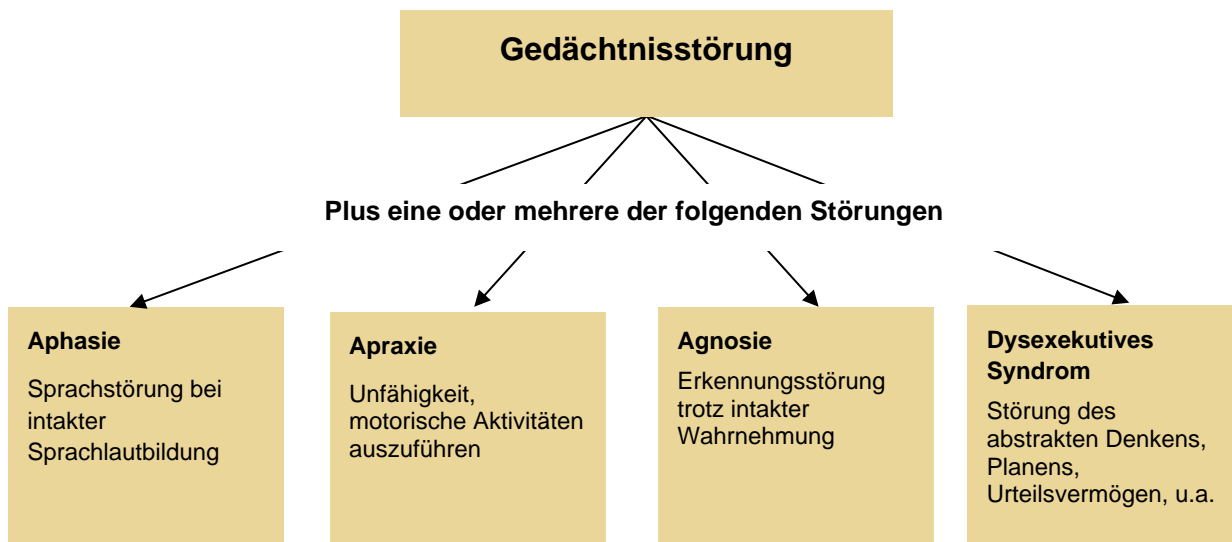 Gedächtnisstörung
Plus eine oder mehrere der folgenden Störungen
Aphasie
Sprachstörung bei
intakter
Sprachlautbildung
Apraxie
Unfähigkeit,
motorische Aktivitäten
auszuführen
Agnosie
Erkennungsstörung
trotz intakter
Wahrnehmung
Dysexekutives
Syndrom
Störung des
abstrakten Denkens,
Planens,
Urteilsvermögen, u.a.